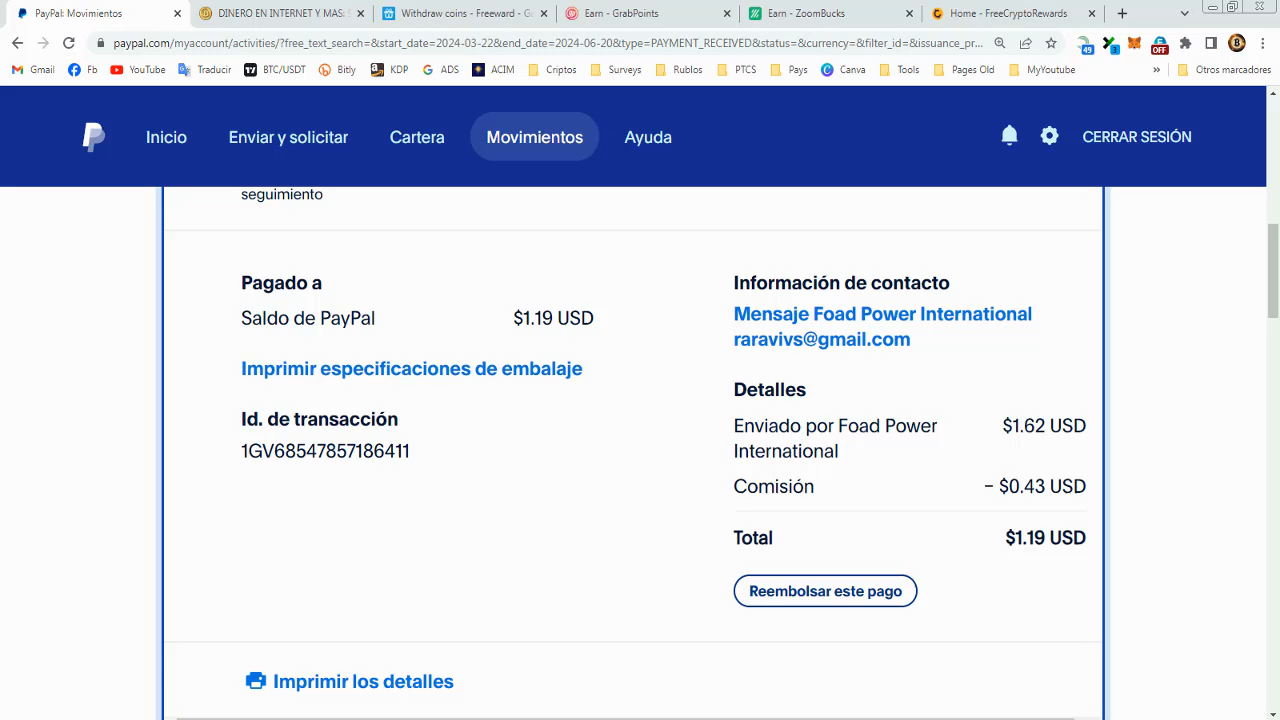 PayPal: Movimientos
DINERO EN INTERNET Y MAS:
Withdraw coins - Freeward - G
Earn - GrabPoints
Earn - ZoomBucks
Home - FreeCryptoRewards
paypal.com/myaccount/activities/?free_text_search=&start_date=2024-03-22&end_date=2024-06-20&type=PAYMENT_RECEIVED&status=&currency=&filter_id=&issuance_pr...
49
3
OFF
Gmail
Fb
YouTube
Traducir
BTC/USDT
Bitly
KDP
ADS
ACIM
Criptos
Surveys
Rublos
PTCS
Pays
Canva
Tools
Pages Old
MyYoutube
»
Otros marcadores
Inicio
Enviar y solicitar
Cartera
Movimientos
Ayuda
CERRAR SESIÓN
seguimiento
Pagado a
Saldo de PayPal $1.19 USD
Imprimir especificaciones de embalaje
Id. de transacción
1GV68547857186411
Información de contacto
Mensaje Foad Power International
raravivs@gmail.com
Detalles
Enviado por Foad Power $1.62 USD
International
Comisión − $0.43 USD
Total $1.19 USD
Reembolsar este pago
Imprimir los detalles